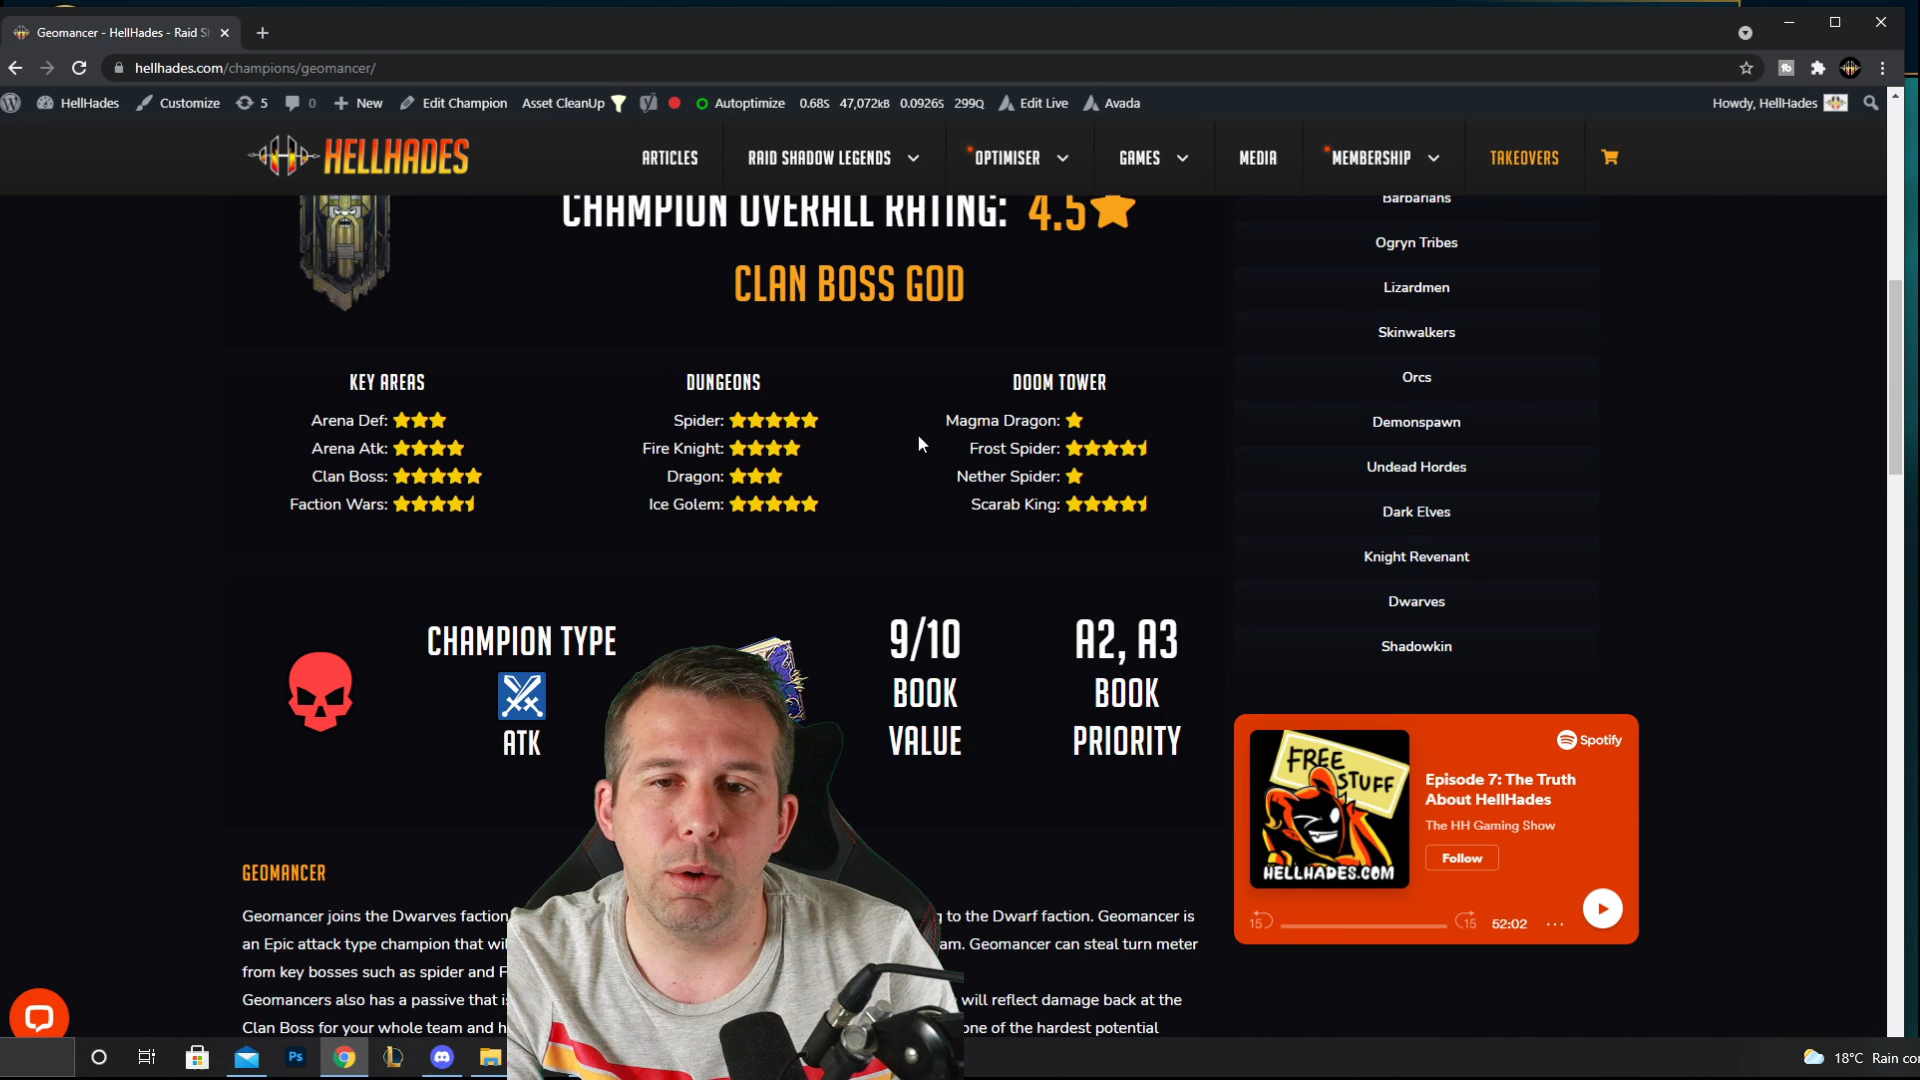 Geomancer - HellHades - Raid Sh
hellhades.com/champions/geomancer/
HellHades Customize 5 0 New Edit Champion Asset CleanUp Autoptimize 0.68S 47,072kB 0.0926S 299Q Edit Live Avada Howdy, HellHades
HELLHADES ARTICLES RAID SHADOW LEGENDS OPTIMISER GAMES MEDIA MEMBERSHIP TAKEOVERS
CHAMPION OVERALL RATING: 4.5
CLAN BOSS GOD
KEY AREAS
Arena Def:
Arena Atk:
Clan Boss:
Faction Wars:
DUNGEONS
Spider:
Fire Knight:
Dragon:
Ice Golem:
DOOM TOWER
Magma Dragon:
Frost Spider:
Nether Spider:
Scarab King:
CHAMPION TYPE
ATK
9/10
BOOK
VALUE
A2, A3
BOOK
PRIORITY
GEOMANCER
Geomancer joins the Dwarves faction g to the Dwarf faction. Geomancer is
an Epic attack type champion that wil am. Geomancer can steal turn meter
from key bosses such as spider and F
Geomancers also has a passive that is will reflect damage back at the
Clan Boss for your whole team and h one of the hardest potential
Barbarians
Ogryn Tribes
Lizardmen
Skinwalkers
Orcs
Demonspawn
Undead Hordes
Dark Elves
Knight Revenant
Dwarves
Shadowkin
FREE
STUFF
HELLHADES.COM
Spotify
Episode 7: The Truth
About HellHades
The HH Gaming Show
Follow
15 15 52:02 ...
Ps
18°C Rain co